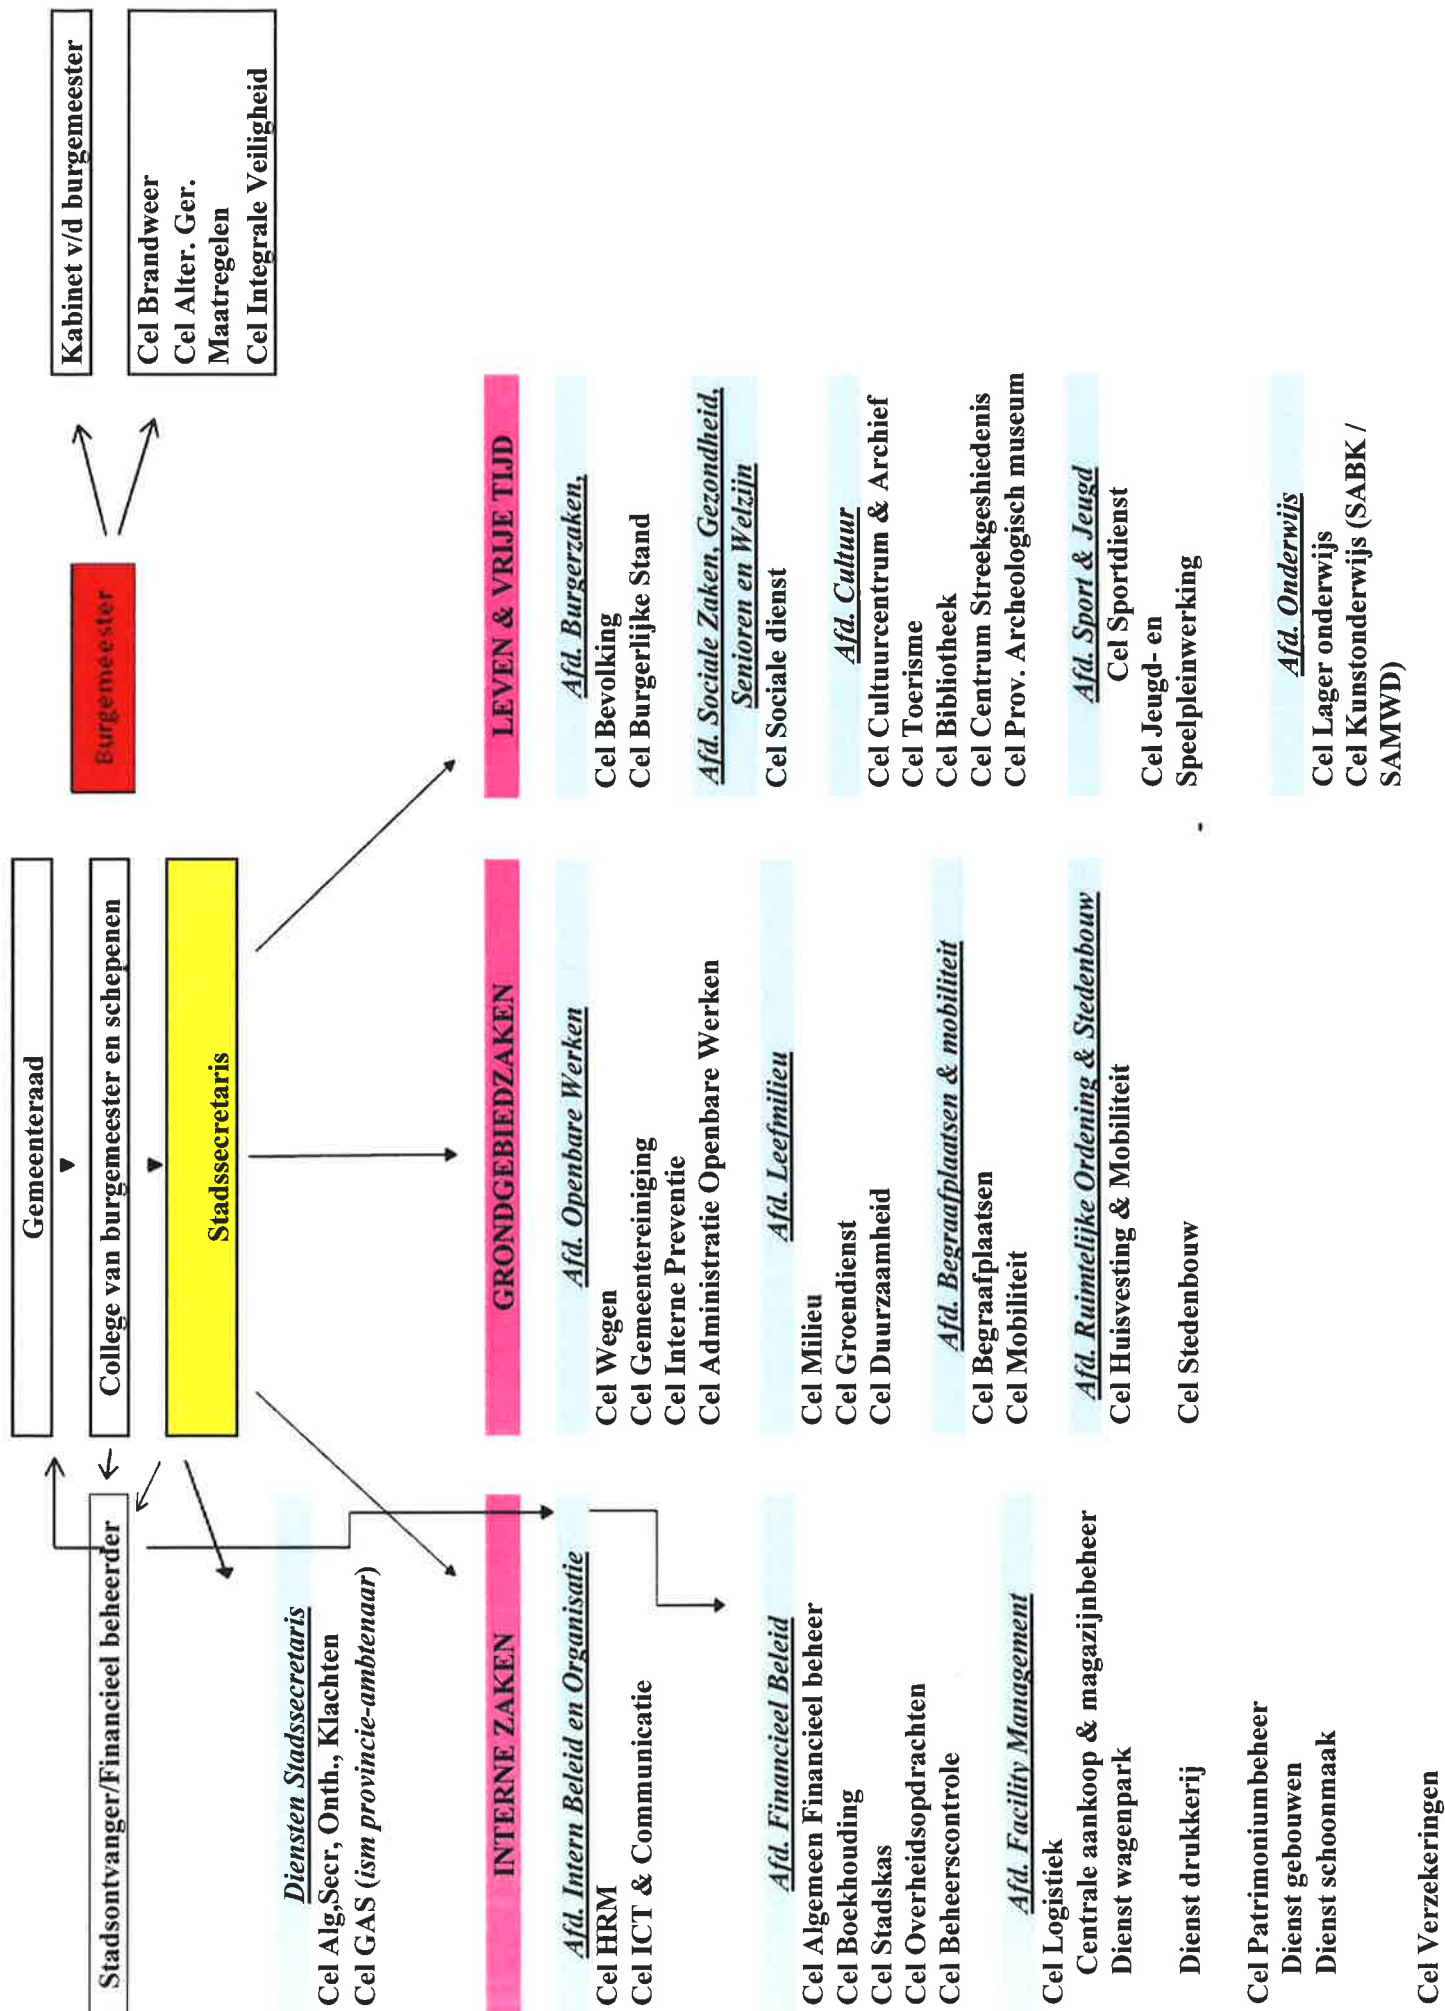 Gemeenteraad
College van burgemeester en schepenen
Stadssecretaris
Stadsontvanger/Financieel beheerder
Burgemeester
Kabinet v/d burgemeester
Cel Brandweer
Cel Alter. Ger.
Maatregelen
Cel Integrale Veiligheid
Diensten Stadssecretaris
Cel Alg,Secr, Onth., Klachten
Cel GAS (ism provincie-ambtenaar)
INTERNE ZAKEN
Afd. Intern Beleid en Organisatie
Cel HRM
Cel ICT & Communicatie
Afd. Financieel Beleid
Cel Algemeen Financieel beheer
Cel Boekhouding
Cel Stadskas
Cel Overheidsopdrachten
Cel Beheerscontrole
Afd. Facility Management
Cel Logistiek
Centrale aankoop & magazijnbeheer
Dienst wagenpark
Dienst drukkerij
Cel Patrimoniumbeheer
Dienst gebouwen
Dienst schoonmaak
Cel Verzekeringen
GRONDGEBIEDZAKEN
Afd. Openbare Werken
Cel Wegen
Cel Gemeentereiniging
Cel Interne Preventie
Cel Administratie Openbare Werken
Afd. Leefmilieu
Cel Milieu
Cel Groendienst
Cel Duurzaamheid
Afd. Begraafplaatsen & mobiliteit
Cel Begraafplaatsen
Cel Mobiliteit
Afd. Ruimtelijke Ordening & Stedenbouw
Cel Huisvesting & Mobiliteit
Cel Stedenbouw
LEVEN & VRIJE TIJD
Afd. Burgerzaken,
Cel Bevolking
Cel Burgerlijke Stand
Afd. Sociale Zaken, Gezondheid,
Senioren en Welzijn
Cel Sociale dienst
Afd. Cultuur
Cel Cultuurcentrum & Archief
Cel Toerisme
Cel Bibliotheek
Cel Centrum Streekgeshiedenis
Cel Prov. Archeologisch museum
Afd. Sport & Jeugd
Cel Sportdienst
Cel Jeugd- en
Speelpleinwerking
-
Afd. Onderwijs
Cel Lager onderwijs
Cel Kunstonderwijs (SABK /
SAMWD)